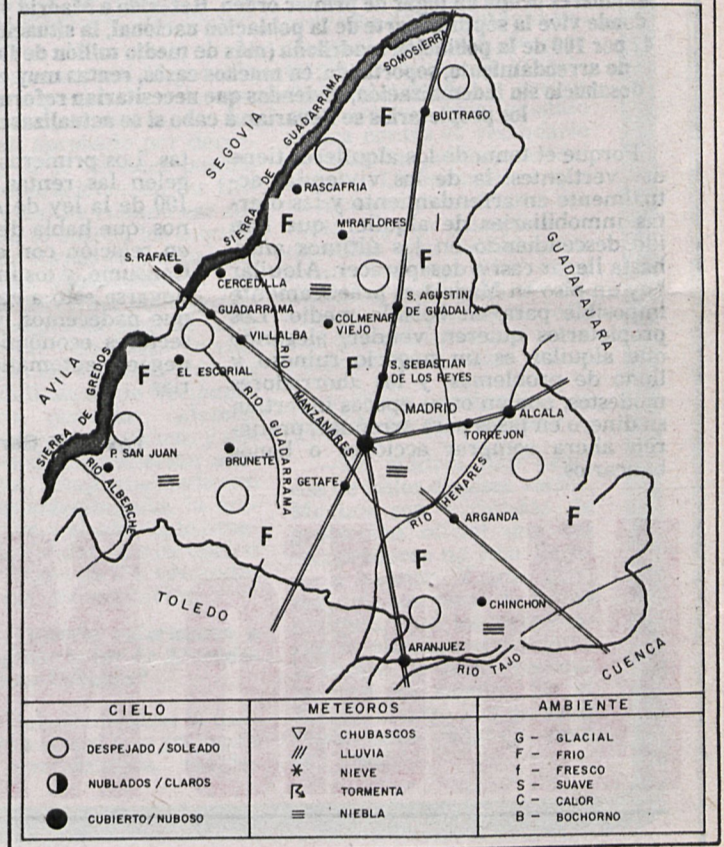 SOMOSIERRA
SIERRA DE GUADARRAMA
SEGOVIA
F
BUITRAGO
RASCAFRIA
F
MIRAFLORES
GUADALAJARA
S. RAFAEL
CERCEDILLA
F
S. AGUSTIN
DE GUADALIX
GUADARRAMA
COLMENAR
VIEJO
VILLALBA
RIO MANZANARES
AVILA
SIERRA DE GREDOS
F
EL ESCORIAL
F
S. SEBASTIAN
DE LOS REYES
RIO GUADARRAMA
MADRID
ALCALA
TORREJON
P. SAN JUAN
BRUNETE
RIO ALBERCHE
GETAFE
RIO HENARES
ARGANDA
F
F
F
TOLEDO
CHINCHON
ARANJUEZ
RIO TAJO
CUENCA
CIELO
DESPEJADO / SOLEADO
NUBLADOS / CLAROS
CUBIERTO / NUBOSO
METEOROS
CHUBASCOS
LLUVIA
NIEVE
TORMENTA
NIEBLA
AMBIENTE
G - GLACIAL
F - FRIO
f - FRESCO
S - SUAVE
C - CALOR
B - BOCHORNO